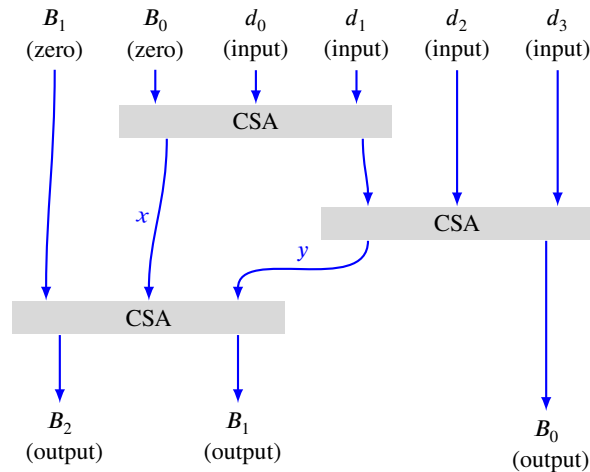 B₁ B₀ d₀ d₁ d₂ d₃
(zero) (zero) (input) (input) (input) (input)
CSA
x
CSA
y
CSA
B₂ B₁ B₀
(output) (output) (output)